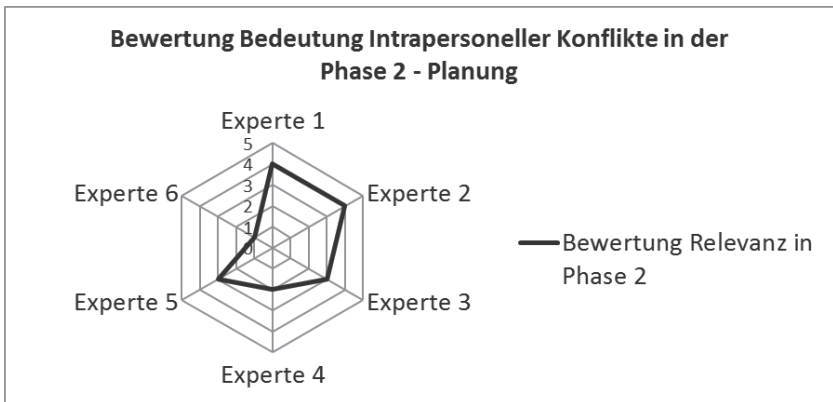 Bewertung Bedeutung Intrapersoneller Konflikte in der
Phase 2 - Planung
Experte 1
5
4
3
2
1
0
Experte 6
Experte 2
Experte 5
Experte 3
Experte 4
Bewertung Relevanz in
Phase 2